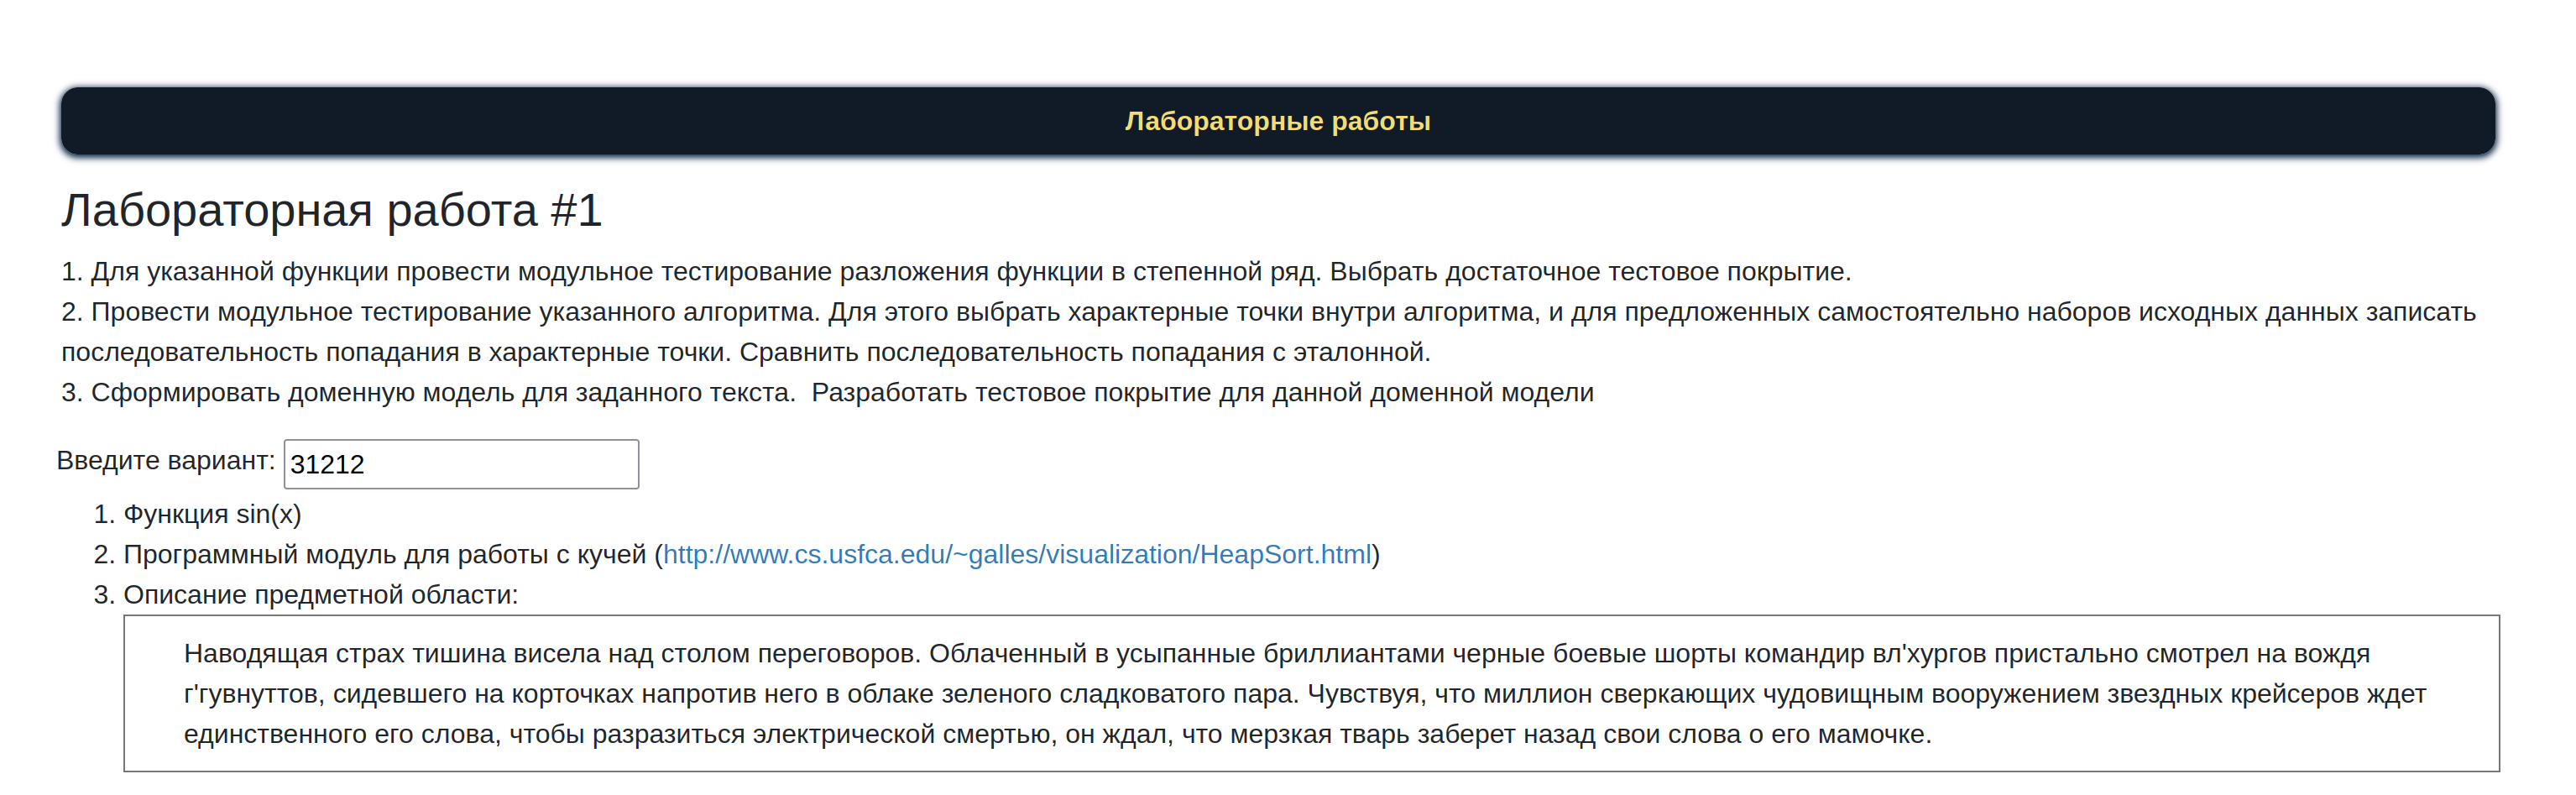 Лабораторные работы
Лабораторная работа #1
1. Для указанной функции провести модульное тестирование разложения функции в степенной ряд. Выбрать достаточное тестовое покрытие.
2. Провести модульное тестирование указанного алгоритма. Для этого выбрать характерные точки внутри алгоритма, и для предложенных самостоятельно наборов исходных данных записать
последовательность попадания в характерные точки. Сравнить последовательность попадания с эталонной.
3. Сформировать доменную модель для заданного текста.  Разработать тестовое покрытие для данной доменной модели
Введите вариант: 31212
1. Функция sin(x)
2. Программный модуль для работы с кучей (http://www.cs.usfca.edu/~galles/visualization/HeapSort.html)
3. Описание предметной области:
Наводящая страх тишина висела над столом переговоров. Облаченный в усыпанные бриллиантами черные боевые шорты командир вл'хургов пристально смотрел на вождя
г'гувнуттов, сидевшего на корточках напротив него в облаке зеленого сладковатого пара. Чувствуя, что миллион сверкающих чудовищным вооружением звездных крейсеров ждет
единственного его слова, чтобы разразиться электрической смертью, он ждал, что мерзкая тварь заберет назад свои слова о его мамочке.